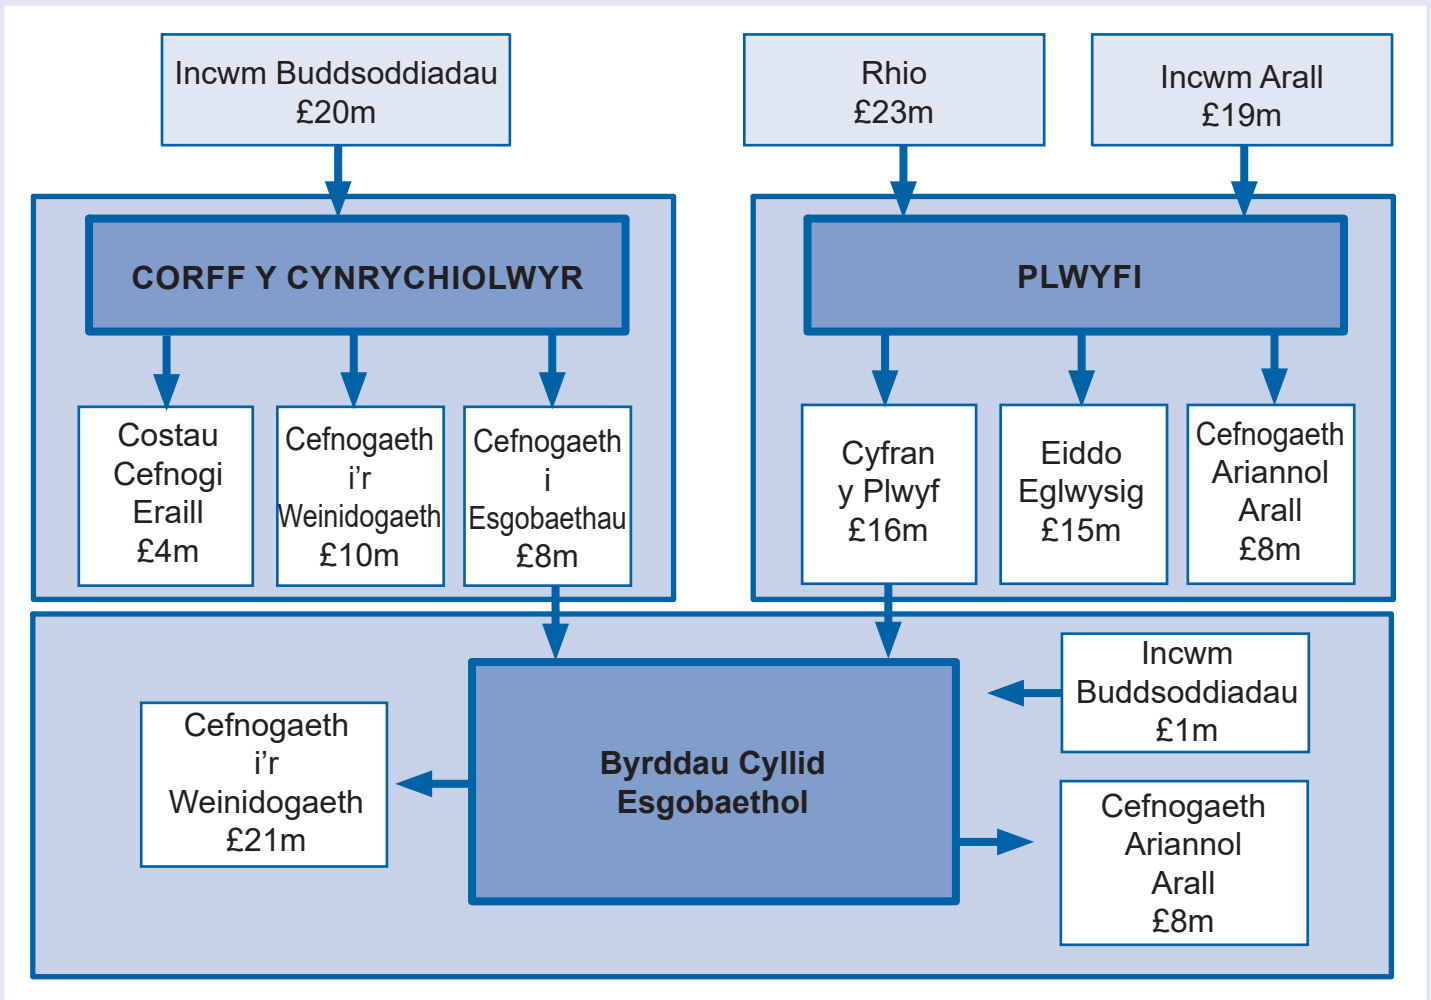 Incwm Buddsoddiadau
£20m
Rhio
£23m
Incwm Arall
£19m
CORFF Y CYNRYCHIOLWYR
PLWYFI
Costau
Cefnogi
Eraill
£4m
Cefnogaeth
i’r
Weinidogaeth
£10m
Cefnogaeth
i
Esgobaethau
£8m
Cyfran
y Plwyf
£16m
Eiddo
Eglwysig
£15m
Cefnogaeth
Ariannol
Arall
£8m
Cefnogaeth
i’r
Weinidogaeth
£21m
Byrddau Cyllid
Esgobaethol
Incwm
Buddsoddiadau
£1m
Cefnogaeth
Ariannol
Arall
£8m